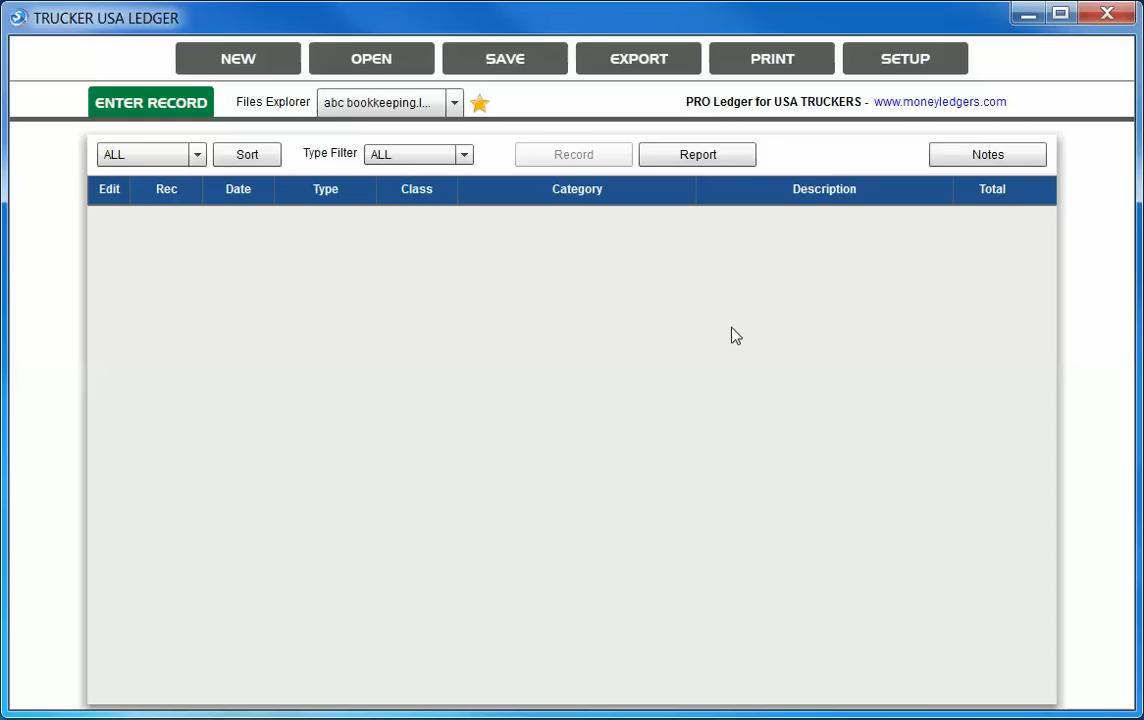 TRUCKER USA LEDGER
NEW OPEN SAVE EXPORT PRINT SETUP
ENTER RECORD Files Explorer abc bookkeeping.l... PRO Ledger for USA TRUCKERS - www.moneyledgers.com
ALL Sort Type Filter ALL Record Report Notes
Edit Rec Date Type Class Category Description Total